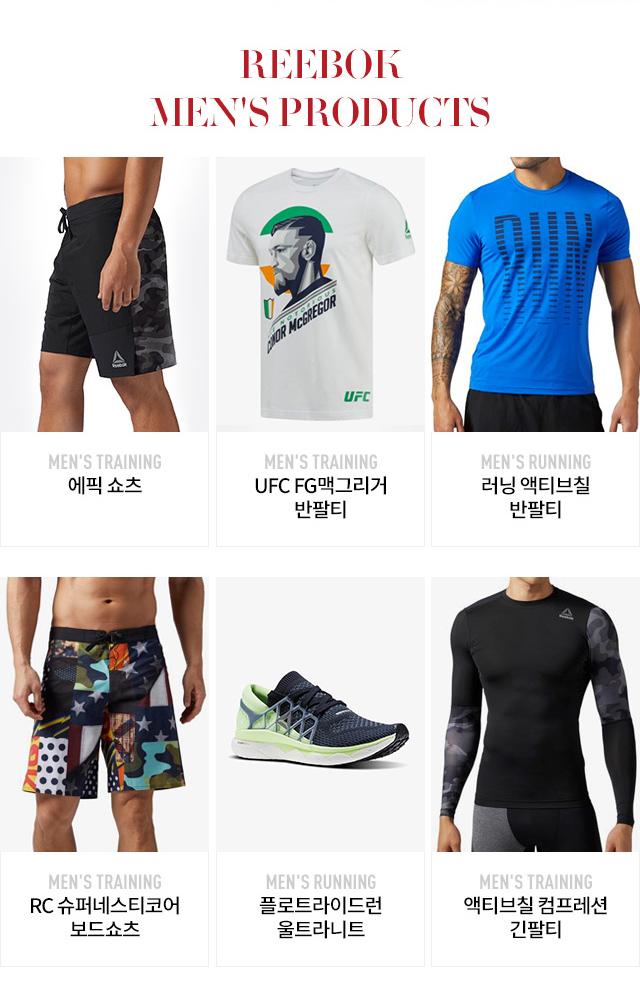 REEBOK
MEN'S PRODUCTS
Reebok
THE NOTORIOUS
CONOR McGREGOR
UFC
RUN
MEN'S TRAINING
에픽 쇼츠
MEN'S TRAINING
UFC FG맥그리거
반팔티
MEN'S RUNNING
러닝 액티브칠
반팔티
Reebok
MEN'S TRAINING
RC 슈퍼네스티코어
보드쇼츠
MEN'S RUNNING
플로트라이드런
울트라니트
MEN'S TRAINING
액티브칠 컴프레션
긴팔티